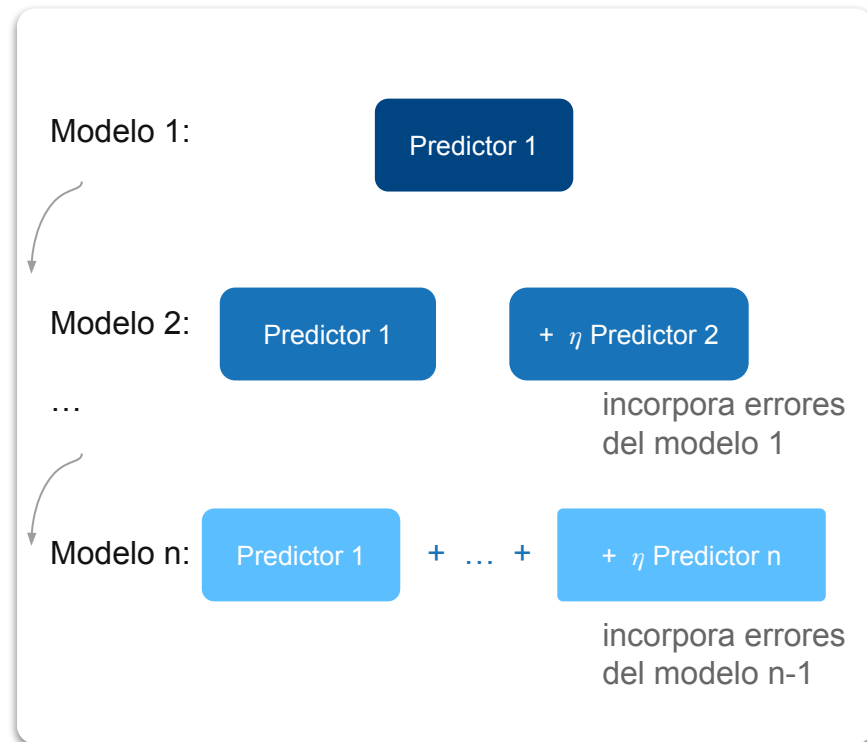 Modelo 1:
Predictor 1
Modelo 2:
Predictor 1
+ η Predictor 2
...
incorpora errores
del modelo 1
Modelo n:
Predictor 1
+ ... +
+ η Predictor n
incorpora errores
del modelo n-1